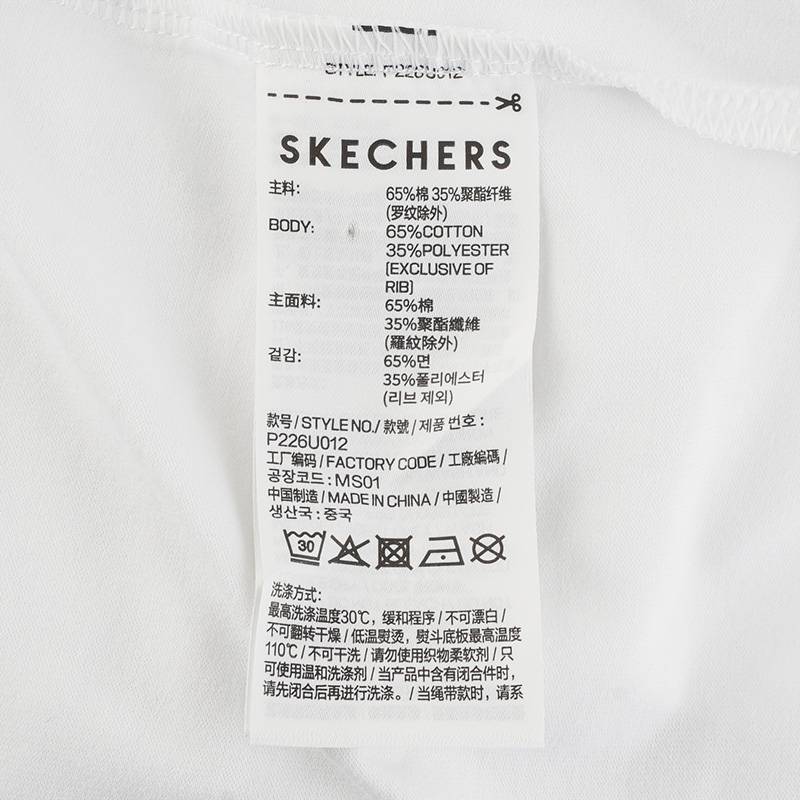 STYLE: P226U012
SKECHERS
主料: 65%棉 35%聚酯纤维
(罗纹除外)
BODY: 65%COTTON
35%POLYESTER
(EXCLUSIVE OF
RIB)
主面料: 65%棉
35%聚酯纖維
(羅紋除外)
겉감: 65%면
35%폴리에스터
(리브 제외)
款号/STYLE NO./款號/제품 번호:
P226U012
工厂编码/FACTORY CODE/工廠編碼/
공장코드:MS01
中国制造/MADE IN CHINA/中國製造/
생산국:중국
30
洗涤方式:
最高洗涤温度30℃, 缓和程序/不可漂白/
不可翻转干燥/低温熨烫, 熨斗底板最高温度
110℃/不可干洗/请勿使用织物柔软剂/只
可使用温和洗涤剂/当产品中含有闭合件时,
请先闭合后再进行洗涤。/当绳带款时, 请系